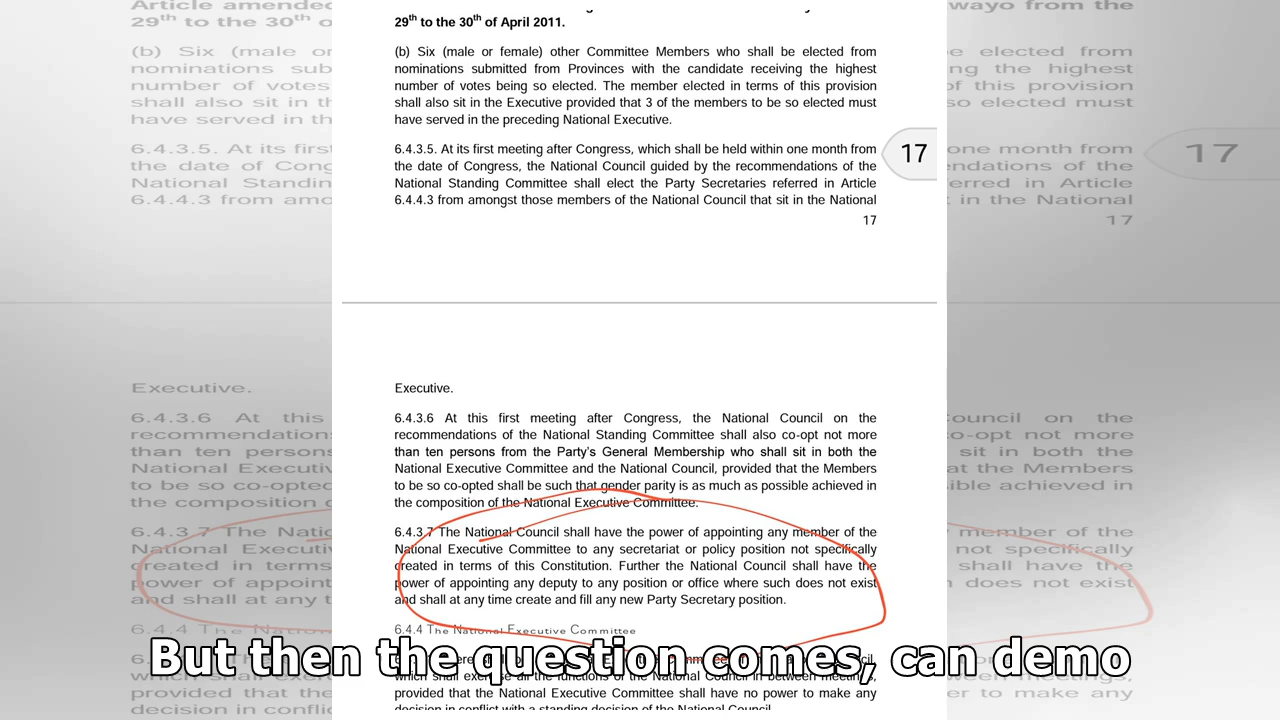 29th to the 30th of April 2011.
(b) Six (male or female) other Committee Members who shall be elected from
nominations submitted from Provinces with the candidate receiving the highest
number of votes being so elected. The member elected in terms of this provision
shall also sit in the Executive provided that 3 of the members to be so elected must
have served in the preceding National Executive.
6.4.3.5. At its first meeting after Congress, which shall be held within one month from
the date of Congress, the National Council guided by the recommendations of the
National Standing Committee shall elect the Party Secretaries referred in Article
6.4.4.3 from amongst those members of the National Council that sit in the National
17
17
Executive.
6.4.3.6 At this first meeting after Congress, the National Council on the
recommendations of the National Standing Committee shall also co-opt not more
than ten persons from the Party's General Membership who shall sit in both the
National Executive Committee and the National Council, provided that the Members
to be so co-opted shall be such that gender parity is as much as possible achieved in
the composition of the National Executive Committee.
6.4.3.7 The National Council shall have the power of appointing any member of the
National Executive Committee to any secretariat or policy position not specifically
created in terms of this Constitution. Further the National Council shall have the
power of appointing any deputy to any position or office where such does not exist
and shall at any time create and fill any new Party Secretary position.
6.4.4 The National Executive Committee
But then the question comes, can demo
which shall exercise all the functions of the National Council in between meetings,
provided that the National Executive Committee shall have no power to make any
decision in conflict with a standing decision of the National Council.